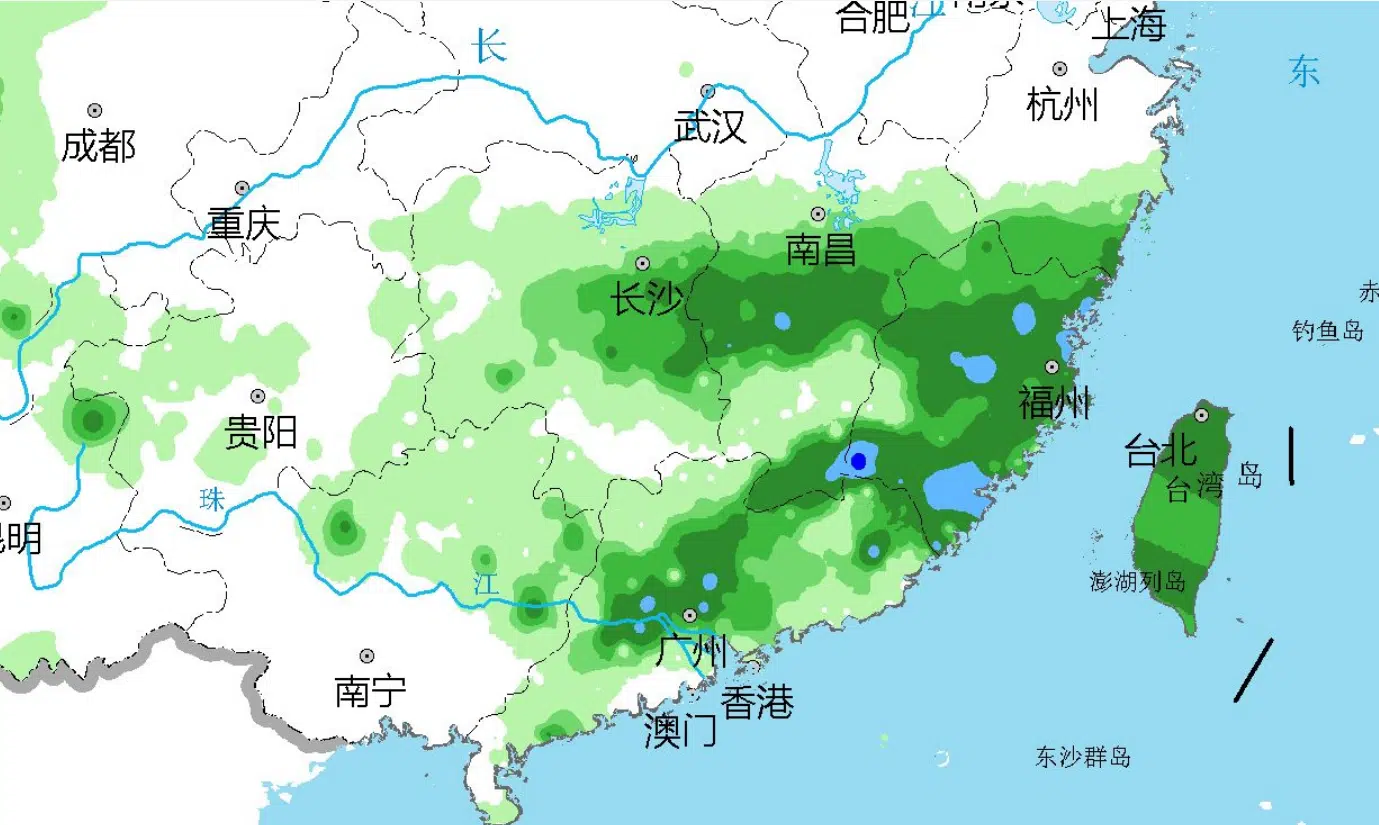 合肥
江
上海
长
东
杭州
武汉
成都
重庆
南昌
长沙
赤
钓鱼岛
福州
贵阳
台北
台湾岛
珠
明
江
澎湖列岛
广州
南宁
香港
澳门
东沙群岛